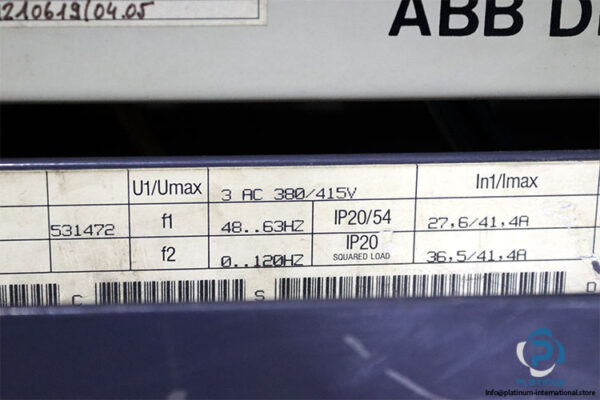 210619/04.05
ABB D
U1/Umax 3 AC 380/415V In1/Imax
531472 f1 48..63HZ IP20/54 27,6/41,4A
f2 0..120HZ IP20 SQUARED LOAD 36,5/41,4A
C S D
PLATINUM
Info@platinum-international.store